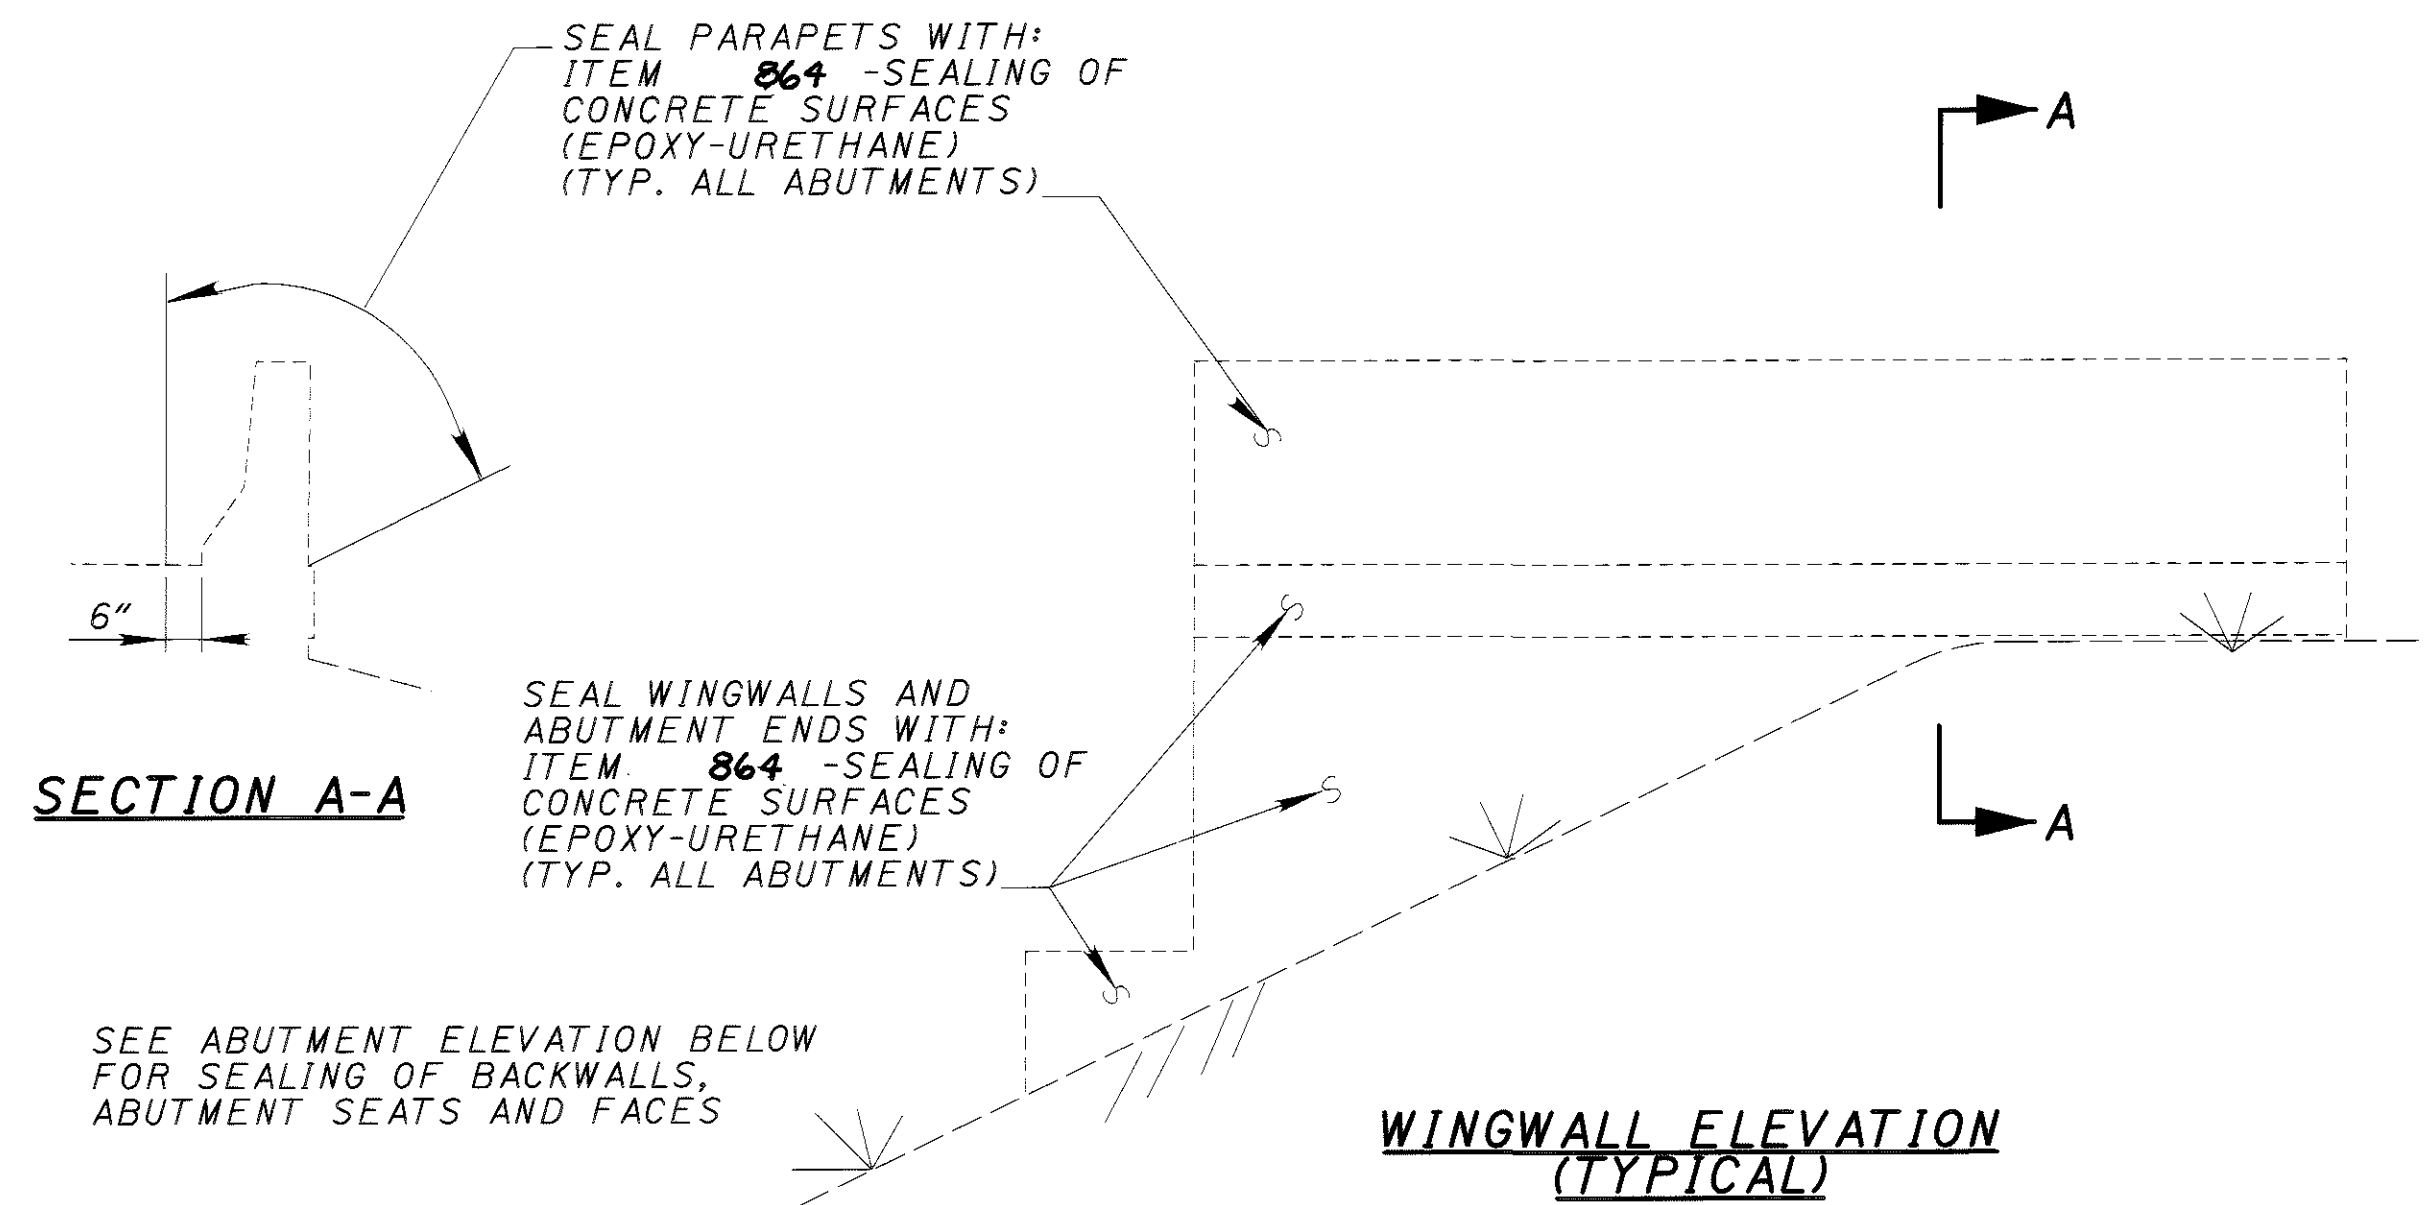 SEAL PARAPETS WITH:
ITEM 864 -SEALING OF
CONCRETE SURFACES
(EPOXY-URETHANE)
(TYP. ALL ABUTMENTS)
A
S
6"
S
SEAL WINGWALLS AND
ABUTMENT ENDS WITH:
ITEM 864 -SEALING OF
CONCRETE SURFACES
(EPOXY-URETHANE)
(TYP. ALL ABUTMENTS)
S
A
SECTION A-A
S
SEE ABUTMENT ELEVATION BELOW
FOR SEALING OF BACKWALLS,
ABUTMENT SEATS AND FACES
WINGWALL ELEVATION
(TYPICAL)